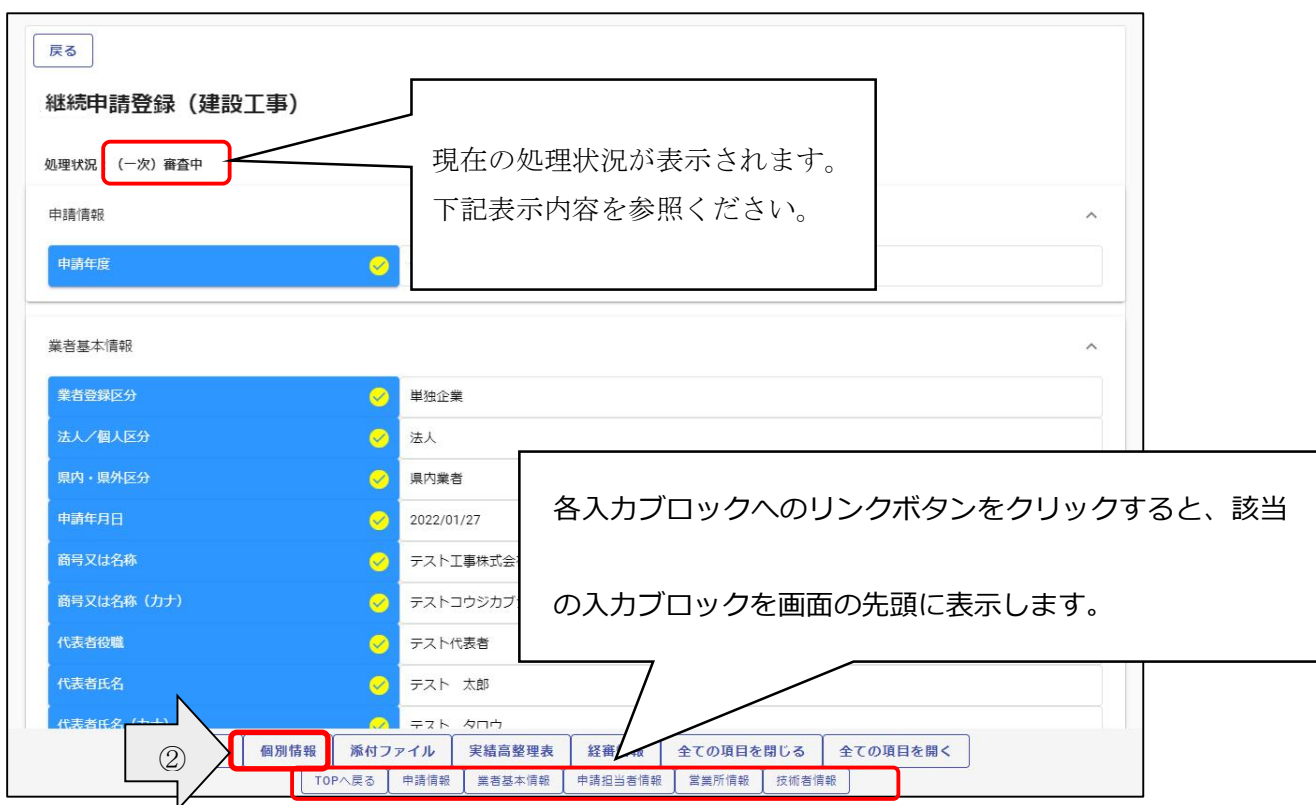 戻る
継続申請登録（建設工事）
処理状況 （一次）審査中
現在の処理状況が表示されます。
下記表示内容を参照ください。
申請情報
申請年度
業者基本情報
業者登録区分 単独企業
法人／個人区分 法人
県内・県外区分 県内業者
申請年月日 2022/01/27
商号又は名称 テスト工事株式会
商号又は名称（カナ） テストコウジカブ
代表者役職 テスト代表者
代表者氏名 テスト 太郎
代表者氏名（カナ） テスト タロウ
各入力ブロックへのリンクボタンをクリックすると、該当
の入力ブロックを画面の先頭に表示します。
② 個別情報 添付ファイル 実績高整理表 経審情報 全ての項目を閉じる 全ての項目を開く
TOPへ戻る 申請情報 業者基本情報 申請担当者情報 営業所情報 技術者情報